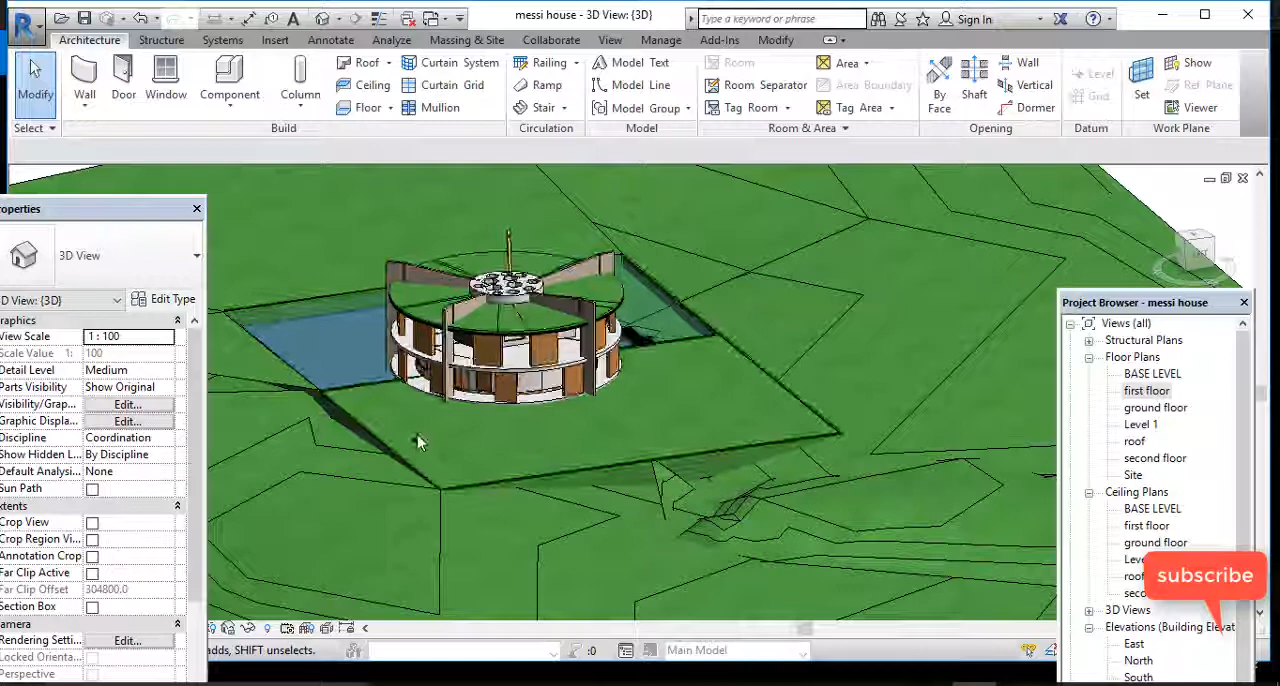 messi house - 3D View: {3D}
Type a keyword or phrase
Sign In
Architecture Structure Systems Insert Annotate Analyze Massing & Site Collaborate View Manage Add-Ins Modify
Modify
Wall
Door
Window
Component
Column
Roof
Ceiling
Floor
Curtain System
Curtain Grid
Mullion
Railing
Ramp
Stair
Model Text
Model Line
Model Group
Room
Room Separator
Tag Room
Area
Area Boundary
Tag Area
By Face
Shaft
Wall
Vertical
Dormer
Level
Grid
Set
Show
Ref Plane
Viewer
Select
Build
Circulation
Model
Room & Area
Opening
Datum
Work Plane
roperties
3D View
D View: {3D}
Edit Type
raphics
View Scale 1 : 100
Scale Value 1: 100
Detail Level Medium
Parts Visibility Show Original
Visibility/Grap... Edit...
Graphic Displa... Edit...
Discipline Coordination
Show Hidden L... By Discipline
Default Analysi... None
Sun Path
xtents
Crop View
Crop Region Vi...
Annotation Crop
Far Clip Active
Far Clip Offset 304800.0
Section Box
amera
Rendering Setti... Edit...
Locked Orienta...
Perspective
Project Browser - messi house
Views (all)
Structural Plans
Floor Plans
BASE LEVEL
first floor
ground floor
Level 1
roof
second floor
Site
Ceiling Plans
BASE LEVEL
first floor
ground floor
Leve
roo
seco
3D Views
Elevations (Building Elevat
East
North
South
subscribe
LEFT
adds, SHIFT unselects.
:0
Main Model